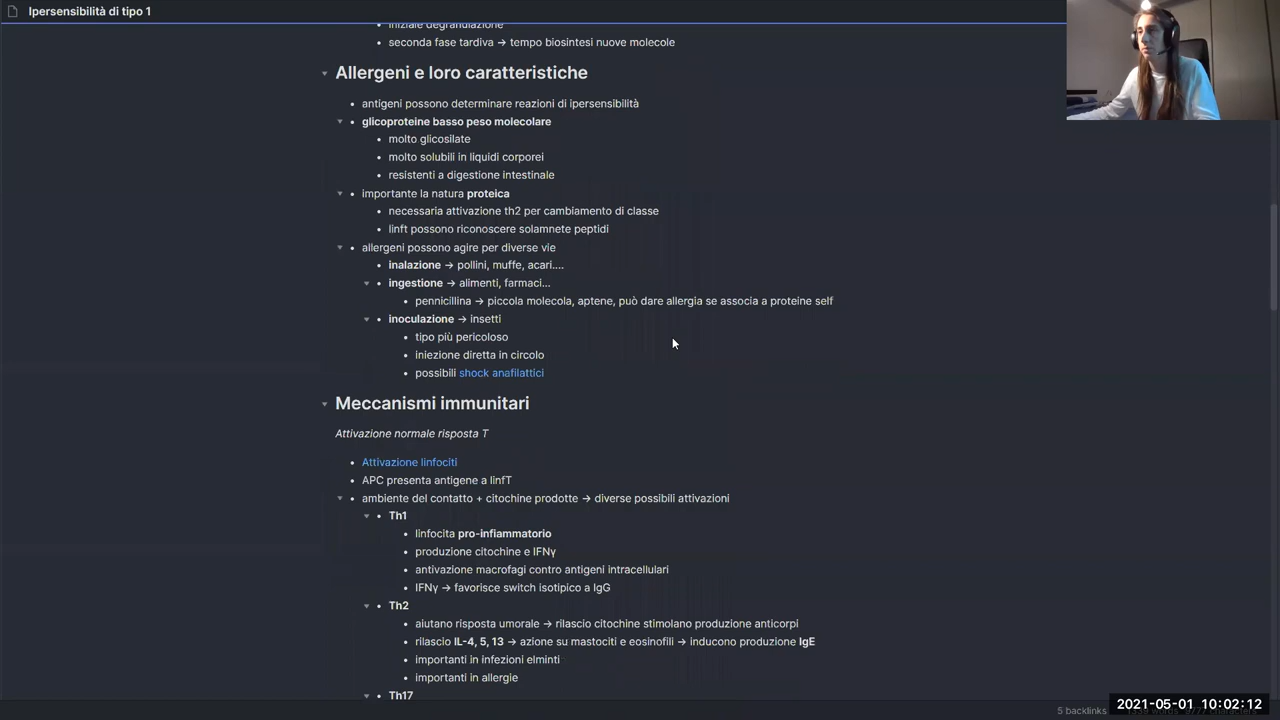 Ipersensibilità di tipo 1
iniziale degranulazione
seconda fase tardiva → tempo biosintesi nuove molecole
Allergeni e loro caratteristiche
antigeni possono determinare reazioni di ipersensibilità
glicoproteine basso peso molecolare
molto glicosilate
molto solubili in liquidi corporei
resistenti a digestione intestinale
importante la natura proteica
necessaria attivazione th2 per cambiamento di classe
linft possono riconoscere solamnete peptidi
allergeni possono agire per diverse vie
inalazione → pollini, muffe, acari....
ingestione → alimenti, farmaci...
pennicillina → piccola molecola, aptene, può dare allergia se associa a proteine self
inoculazione → insetti
tipo più pericoloso
iniezione diretta in circolo
possibili shock anafilattici
Meccanismi immunitari
Attivazione normale risposta T
Attivazione linfociti
APC presenta antigene a linfT
ambiente del contatto + citochine prodotte → diverse possibili attivazioni
Th1
linfocita pro-infiammatorio
produzione citochine e IFNγ
antivazione macrofagi contro antigeni intracellulari
IFNγ → favorisce switch isotipico a IgG
Th2
aiutano risposta umorale → rilascio citochine stimolano produzione anticorpi
rilascio IL-4, 5, 13 → azione su mastociti e eosinofili → inducono produzione IgE
importanti in infezioni elminti
importanti in allergie
Th17
5 backlinks
2021-05-01 10:02:12